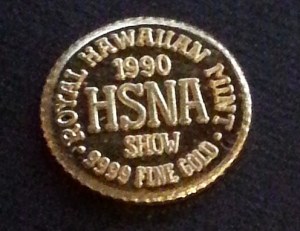 ROYAL HAWAIIAN MINT
1990
HSNA
SHOW
.9999 FINE GOLD